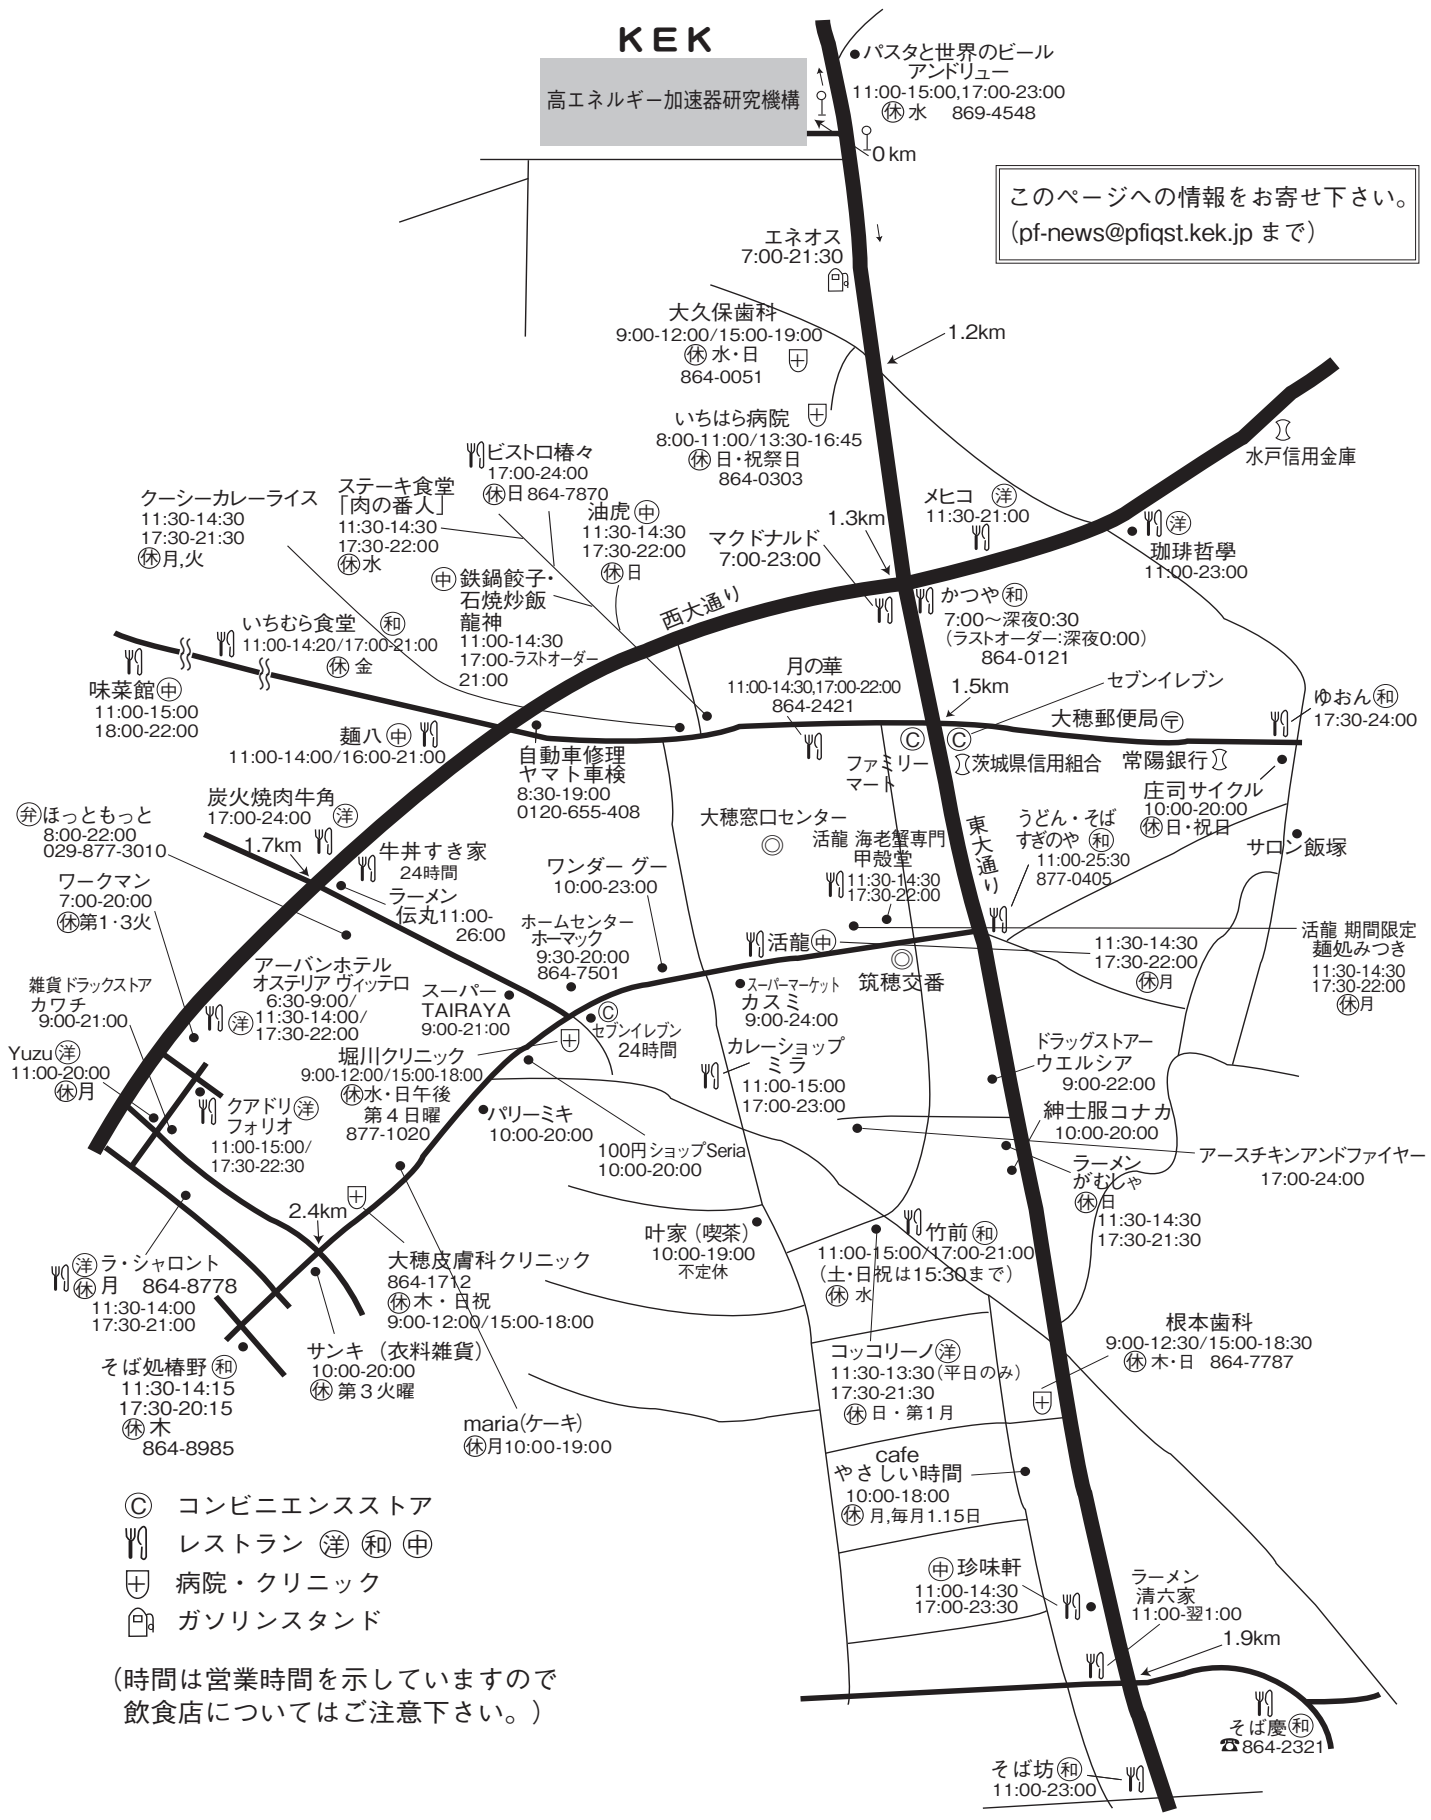 KEK
高エネルギー加速器研究機構
パスタと世界のビール
アンドリュー
11:00-15:00,17:00-23:00
休 水 869-4548
0 km
このページへの情報をお寄せ下さい。
(pf-news@pfiqst.kek.jp まで)
エネオス
7:00-21:30
大久保歯科
9:00-12:00/15:00-19:00
休 水・日
864-0051
1.2km
いちはら病院
8:00-11:00/13:30-16:45
休 日・祝祭日
864-0303
水戸信用金庫
ビストロ椿々
17:00-24:00
休 日 864-7870
ステーキ食堂
「肉の番人」
11:30-14:30
17:30-22:00
休 水
クーシーカレーライス
11:30-14:30
17:30-21:30
休 月,火
油虎 中
11:30-14:30
17:30-22:00
休 日
マクドナルド
7:00-23:00
1.3km
メヒコ 洋
11:30-21:00
洋
珈琲哲學
11:00-23:00
中 鉄鍋餃子・
石焼炒飯
龍神
11:00-14:30
17:00-ラストオーダー
21:00
西大通り
かつや 和
7:00〜深夜0:30
(ラストオーダー:深夜0:00)
864-0121
いちむら食堂 和
11:00-14:20/17:00-21:00
休 金
味菜館 中
11:00-15:00
18:00-22:00
月の華
11:00-14:30,17:00-22:00
864-2421
1.5km
セブンイレブン
大穂郵便局 〒
ゆおん 和
17:30-24:00
麺八 中
11:00-14:00/16:00-21:00
自動車修理
ヤマト車検
8:30-19:00
0120-655-408
C
ファミリー
マート
C
茨城県信用組合
常陽銀行
庄司サイクル
10:00-20:00
休 日・祝日
サロン飯塚
炭火焼肉牛角
17:00-24:00 洋
1.7km
弁 ほっともっと
8:00-22:00
029-877-3010
牛丼すき家
24時間
ラーメン
伝丸11:00-
26:00
ワークマン
7:00-20:00
休 第1・3火
ワンダー グー
10:00-23:00
大穂窓口センター
◎
活龍 海老蟹専門
甲殻堂
11:30-14:30
17:30-22:00
東大通り
うどん・そば
すぎのや 和
11:00-25:30
877-0405
ホームセンター
ホーマック
9:30-20:00
864-7501
活龍 中
11:30-14:30
17:30-22:00
休 月
活龍 期間限定
麺処みつき
11:30-14:30
17:30-22:00
休 月
アーバンホテル
オステリア ヴィッテロ
6:30-9:00/
洋 11:30-14:00/
17:30-22:00
雑貨 ドラックストア
カワチ
9:00-21:00
スーパー
TAIRAYA
9:00-21:00
C
セブンイレブン
24時間
スーパーマーケット
カスミ
9:00-24:00
◎
筑穂交番
Yuzu 洋
11:00-20:00
休 月
堀川クリニック
9:00-12:00/15:00-18:00
休 水・日午後
第4日曜
877-1020
カレーショップ
ミラ
11:00-15:00
17:00-23:00
ドラッグストアー
ウエルシア
9:00-22:00
紳士服コナカ
10:00-20:00
クアドリ 洋
フォリオ
11:00-15:00/
17:30-22:30
パリーミキ
10:00-20:00
100円 ショップSeria
10:00-20:00
アースチキンアンドファイヤー
17:00-24:00
ラーメン
がむしゃ
休 日
11:30-14:30
17:30-21:30
2.4km
叶家 (喫茶)
10:00-19:00
不定休
竹前 和
11:00-15:00/17:00-21:00
(土・日祝は15:30まで)
休 水
洋 ラ・シャロント
休 月 864-8778
11:30-14:00
17:30-21:00
大穂皮膚科クリニック
864-1712
休 木・日祝
9:00-12:00/15:00-18:00
サンキ (衣料雑貨)
10:00-20:00
休 第3火曜
コッコリーノ 洋
11:30-13:30(平日のみ)
17:30-21:30
休 日・第1月
根本歯科
9:00-12:30/15:00-18:30
休 木・日 864-7787
そば処椿野 和
11:30-14:15
17:30-20:15
休 木
864-8985
maria(ケーキ)
休 月10:00-19:00
cafe
やさしい時間
10:00-18:00
休 月,毎月1.15日
C コンビニエンスストア
レストラン 洋 和 中
病院・クリニック
ガソリンスタンド
中 珍味軒
11:00-14:30
17:00-23:30
ラーメン
清六家
11:00-翌1:00
1.9km
(時間は営業時間を示していますので
飲食店についてはご注意下さい。)
そば慶 和
☎864-2321
そば坊 和
11:00-23:00